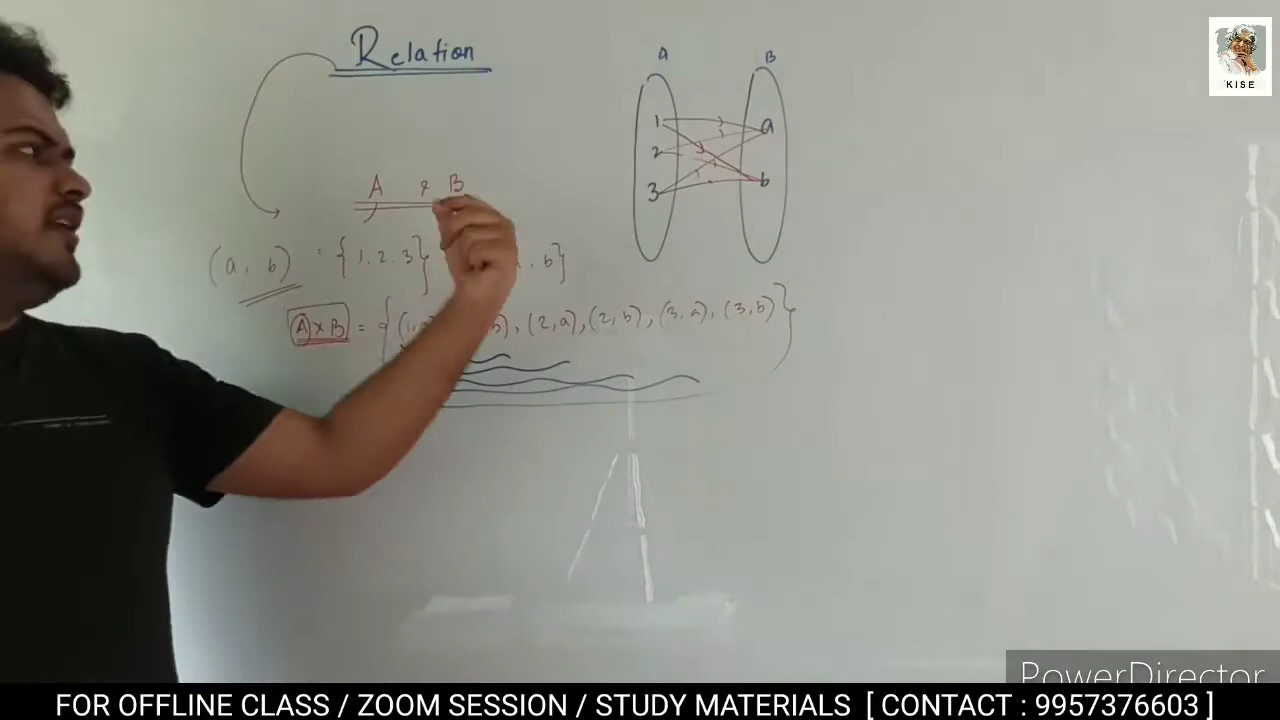 Relation
A B
KISE
A & B
1 a
2
3 b
(a, b) : {1, 2, 3} , b}
A × B = { (1, b), (2, a), (2, b), (3, a), (3, b) }
PowerDirector
FOR OFFLINE CLASS / ZOOM SESSION / STUDY MATERIALS [ CONTACT : 9957376603 ]